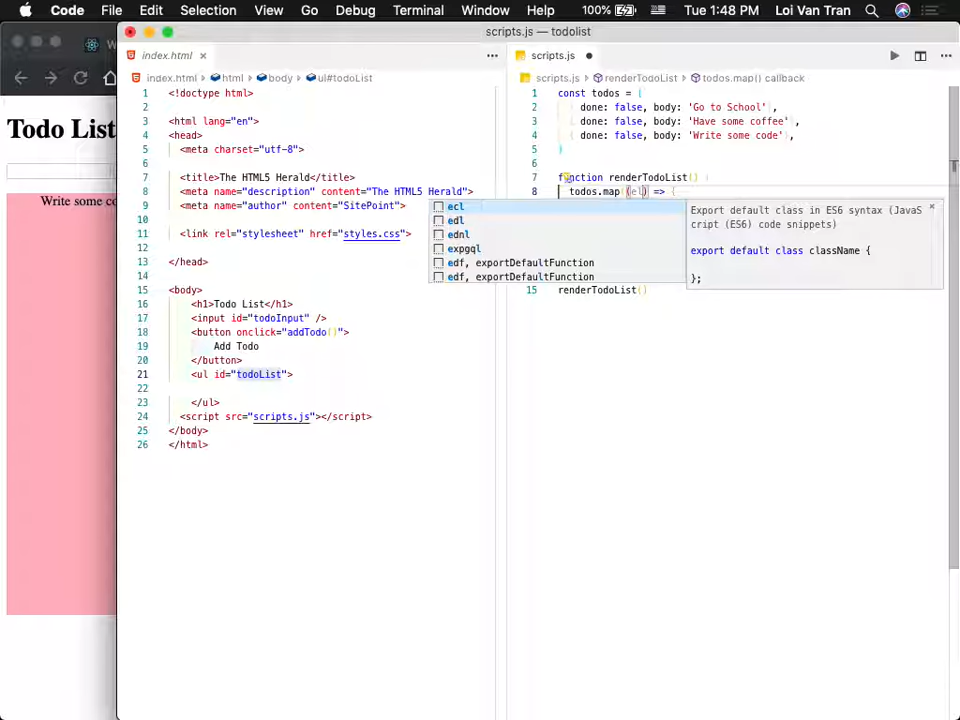 Code File Edit Selection View Go Debug Terminal Window Help 100% Tue 1:48 PM Loi Van Tran
scripts.js — todolist
index.html
scripts.js
index.html > html > body > ul#todoList
scripts.js > renderTodoList > todos.map() callback
Todo List
Write some co
1 <!doctype html>
2
3 <html lang="en">
4 <head>
5 <meta charset="utf-8">
6
7 <title>The HTML5 Herald</title>
8 <meta name="description" content="The HTML5 Herald">
9 <meta name="author" content="SitePoint">
10
11 <link rel="stylesheet" href="styles.css">
12
13 </head>
14
15 <body>
16 <h1>Todo List</h1>
17 <input id="todoInput" />
18 <button onclick="addTodo()">
19 Add Todo
20 </button>
21 <ul id="todoList">
22
23 </ul>
24 <script src="scripts.js"></script>
25 </body>
26 </html>
1 const todos = [
2 { done: false, body: 'Go to School'},
3 { done: false, body: 'Have some coffee'},
4 { done: false, body: 'Write some code'},
5 ]
6
7 function renderTodoList() {
8 todos.map((el) => {
ecl
edl
ednl
expgql
edf, exportDefaultFunction
edf, exportDefaultFunction
Export default class in ES6 syntax (JavaS
cript (ES6) code snippets)
×
export default class className {
};
15 renderTodoList()